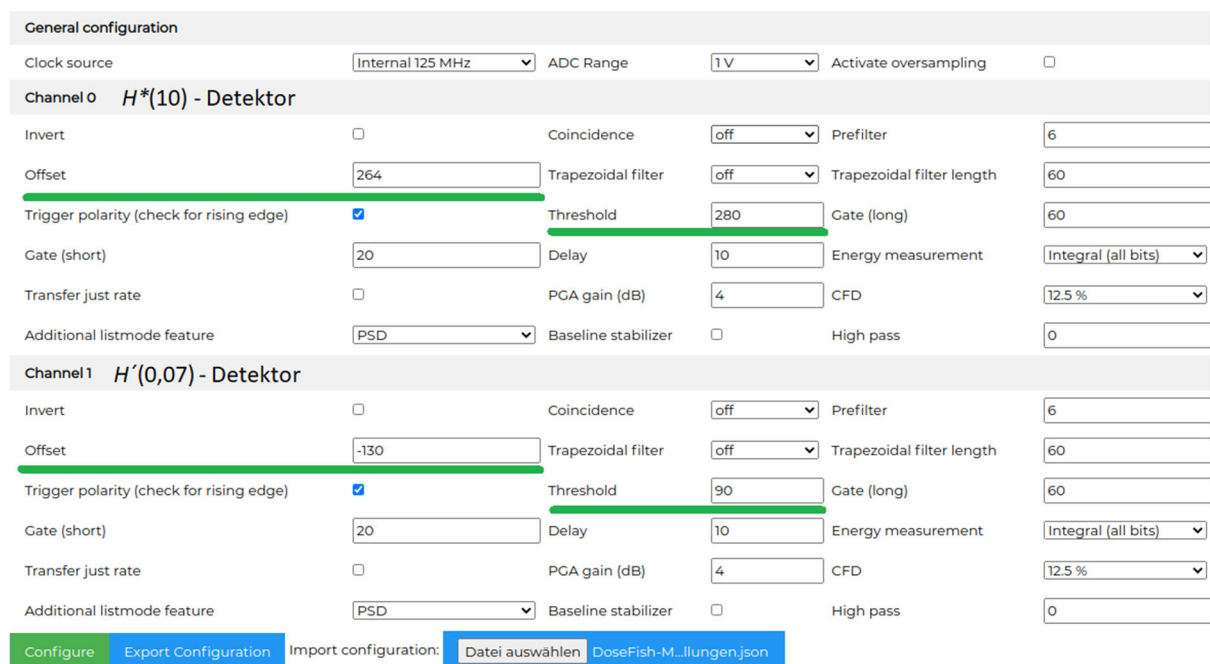 General configuration
Clock source Internal 125 MHz ADC Range 1 V Activate oversampling
Channel 0 H*(10) - Detektor
Invert Coincidence off Prefilter 6
Offset 264 Trapezoidal filter off Trapezoidal filter length 60
Trigger polarity (check for rising edge) Threshold 280 Gate (long) 60
Gate (short) 20 Delay 10 Energy measurement Integral (all bits)
Transfer just rate PGA gain (dB) 4 CFD 12.5 %
Additional listmode feature PSD Baseline stabilizer High pass 0
Channel 1 H´(0,07) - Detektor
Invert Coincidence off Prefilter 6
Offset -130 Trapezoidal filter off Trapezoidal filter length 60
Trigger polarity (check for rising edge) Threshold 90 Gate (long) 60
Gate (short) 20 Delay 10 Energy measurement Integral (all bits)
Transfer just rate PGA gain (dB) 4 CFD 12.5 %
Additional listmode feature PSD Baseline stabilizer High pass 0
Configure Export Configuration Import configuration: Datei auswählen DoseFish-M...llungen.json